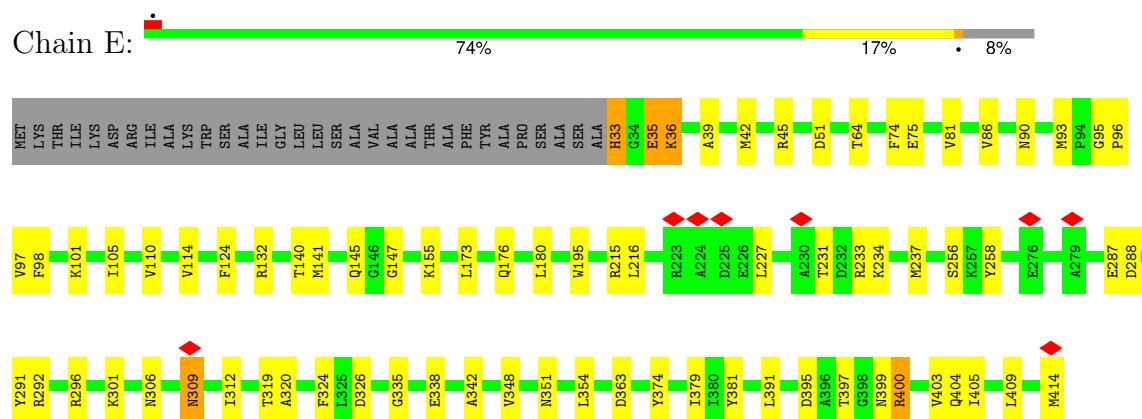 Chain E:
74% 17% • 8%
MET LYS THR ILE LYS ASP ARG ILE ALA LYS TRP SER ALA ILE GLY LEU LEU SER ALA VAL ALA ALA THR ALA PHE TYR ALA PRO SER ALA SER ALA H33 G34 E35 K36 A39 M42 R45 D51 T64 F74 E75 V81 V86 N90 M93 P94 G95 P96
V97 F98 K101 I105 V110 V114 F124 R132 T140 M141 Q145 G146 G147 K155 L173 Q176 L180 W195 R215 L216 R223 A224 D225 E226 L227 A230 T231 D232 R233 K234 M237 S256 K257 Y258 E276 A279 E287 D288
Y291 R292 R296 K301 N306 N309 I312 T319 A320 F324 L325 D326 G335 E338 A342 V348 N351 L354 D363 Y374 I379 I380 Y381 L391 D395 A396 T397 G398 N399 R400 V403 Q404 I405 L409 M414